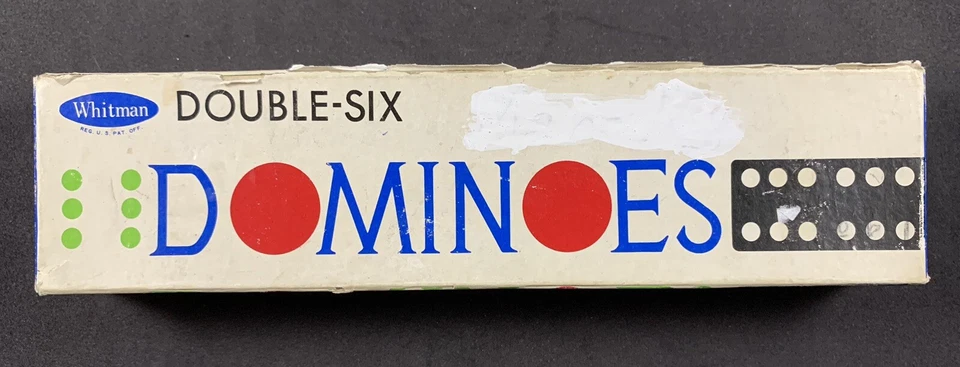 Whitman
REG. U.S. PAT. OFF.
DOUBLE-SIX
DOMINOES